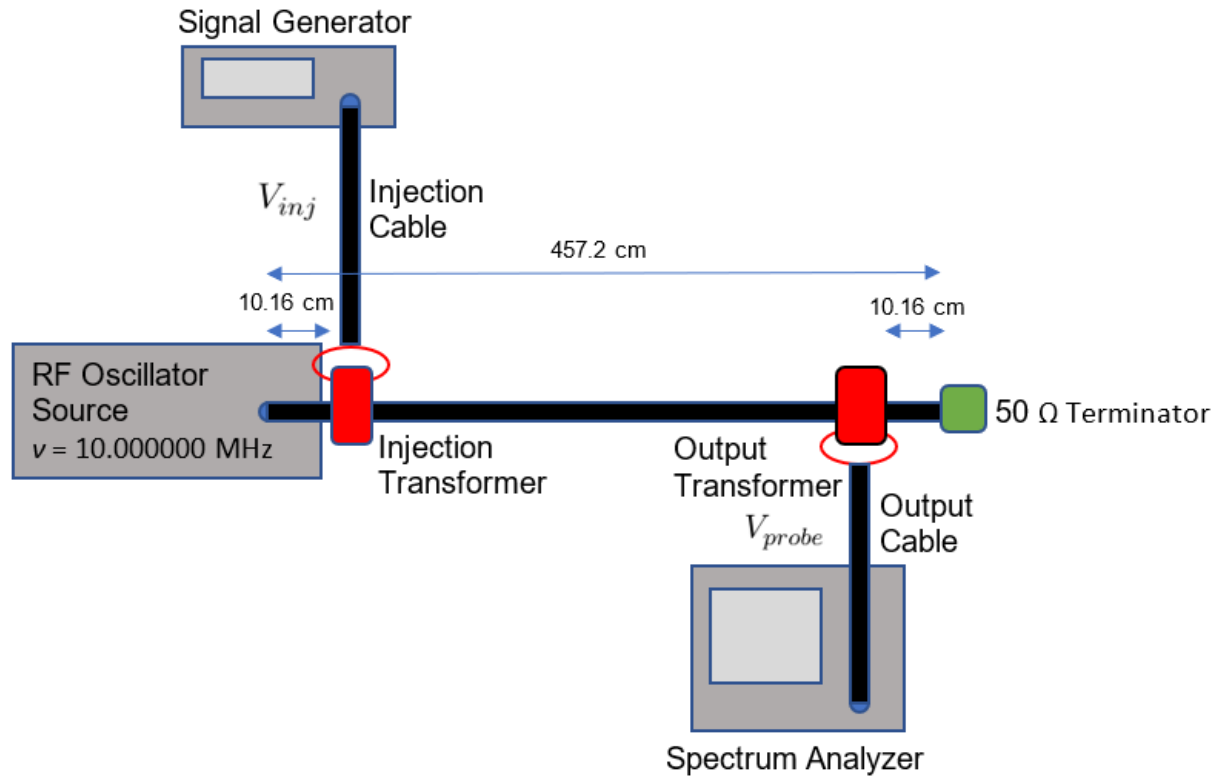 Signal Generator
V_inj
Injection
Cable
457.2 cm
10.16 cm
10.16 cm
RF Oscillator
Source
ν = 10.000000 MHz
50 Ω Terminator
Injection
Transformer
Output
Transformer
V_probe
Output
Cable
Spectrum Analyzer